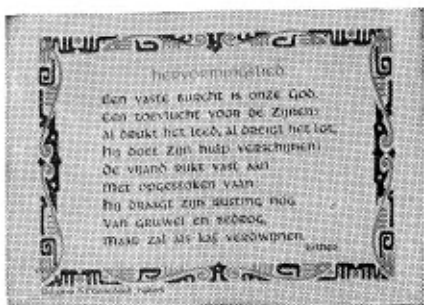 hervormingslied
Een vaste burcht is onze God,
Een toevlucht voor de Zijnen:
al drukt het leed, al dreigt het lot,
hij doet Zijn hulp verschijnen!
De vijand rukt vast aan
met opgestoken vaan
hij draagt zijn rusting nog
van gruwel en bedrog,
maar zal als kaf verdwijnen.
Luther